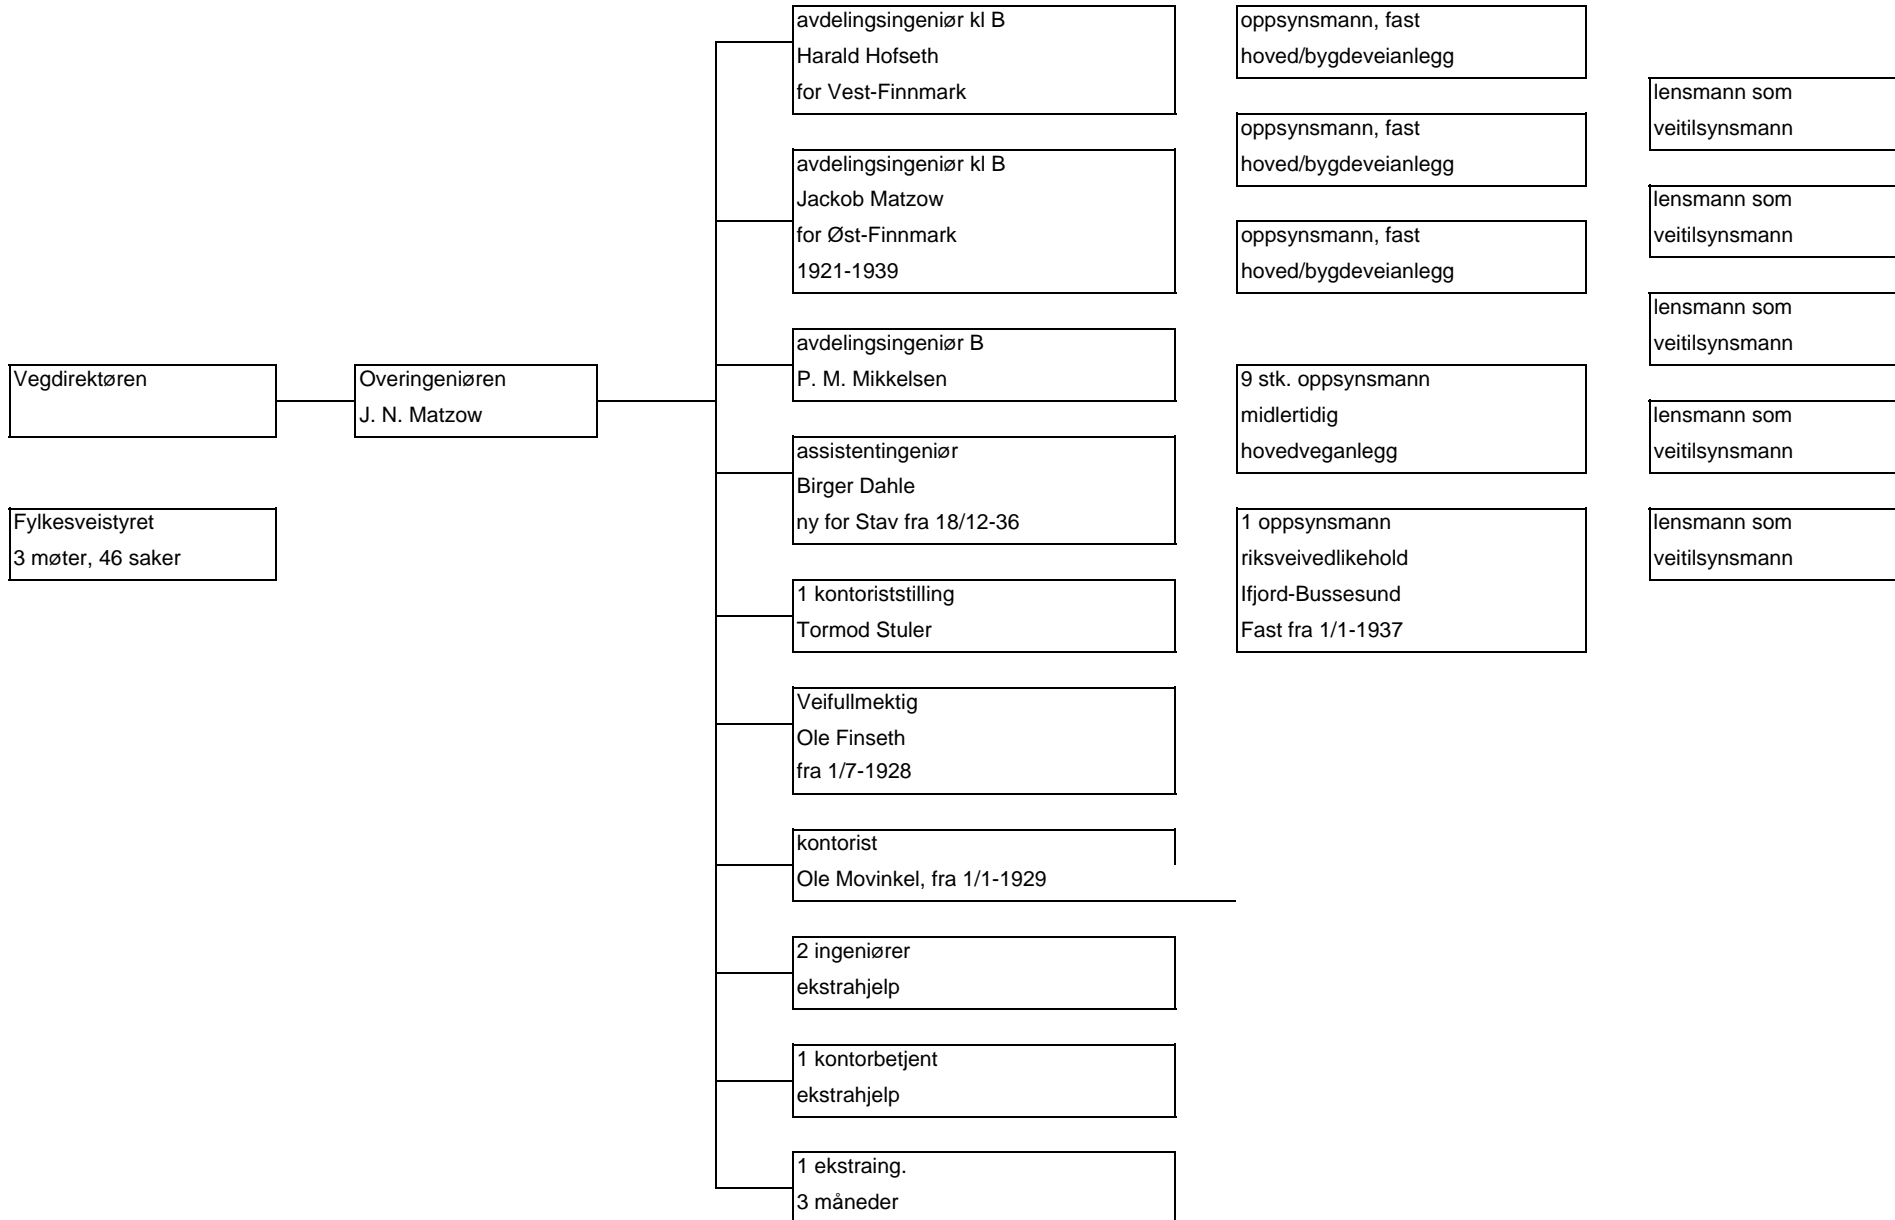 Vegdirektøren
Fylkesveistyret
3 møter, 46 saker
Overingeniøren
J. N. Matzow
avdelingsingeniør kl B
Harald Hofseth
for Vest-Finnmark
avdelingsingeniør kl B
Jackob Matzow
for Øst-Finnmark
1921-1939
avdelingsingeniør B
P. M. Mikkelsen
assistentingeniør
Birger Dahle
ny for Stav fra 18/12-36
1 kontoriststilling
Tormod Stuler
Veifullmektig
Ole Finseth
fra 1/7-1928
kontorist
Ole Movinkel, fra 1/1-1929
2 ingeniører
ekstrahjelp
1 kontorbetjent
ekstrahjelp
1 ekstraing.
3 måneder
oppsynsmann, fast
hoved/bygdeveianlegg
oppsynsmann, fast
hoved/bygdeveianlegg
oppsynsmann, fast
hoved/bygdeveianlegg
9 stk. oppsynsmann
midlertidig
hovedveganlegg
1 oppsynsmann
riksveivedlikehold
Ifjord-Bussesund
Fast fra 1/1-1937
lensmann som
veitilsynsmann
lensmann som
veitilsynsmann
lensmann som
veitilsynsmann
lensmann som
veitilsynsmann
lensmann som
veitilsynsmann